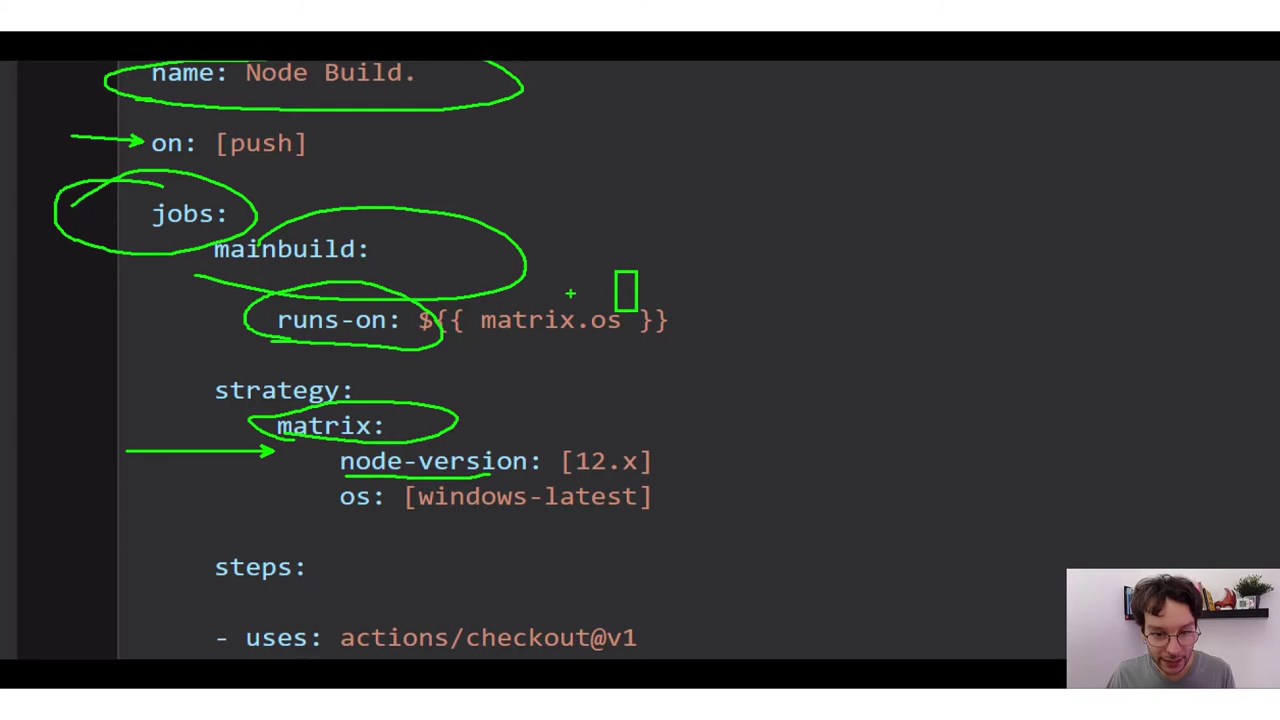 name: Node Build.
on: [push]
jobs:
mainbuild:
runs-on: ${{ matrix.os }}
strategy:
matrix:
node-version: [12.x]
os: [windows-latest]
steps:
- uses: actions/checkout@v1